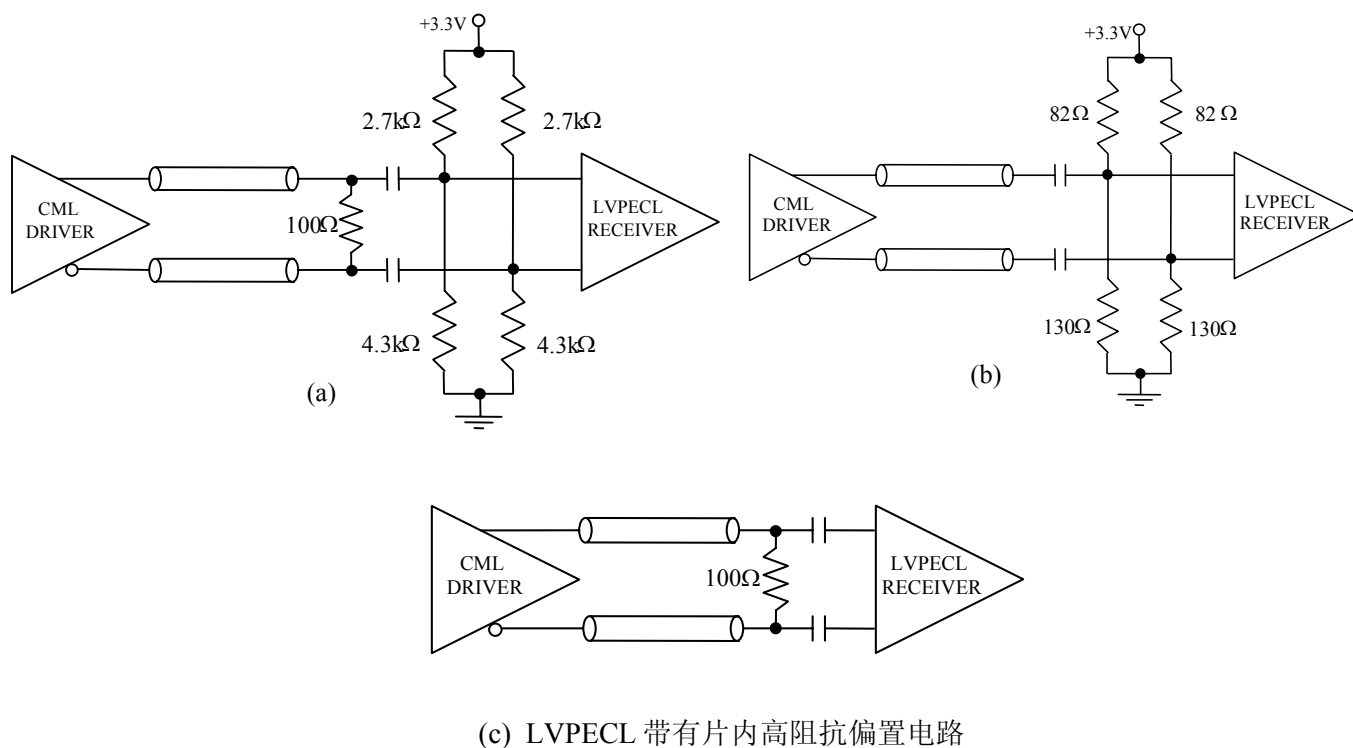 +3.3V
2.7kΩ
2.7kΩ
CML
DRIVER
100Ω
LVPECL
RECEIVER
4.3kΩ
4.3kΩ
(a)
+3.3V
82Ω
82 Ω
CML
DRIVER
LVPECL
RECEIVER
130Ω
130Ω
(b)
CML
DRIVER
100Ω
LVPECL
RECEIVER
(c) LVPECL 带有片内高阻抗偏置电路